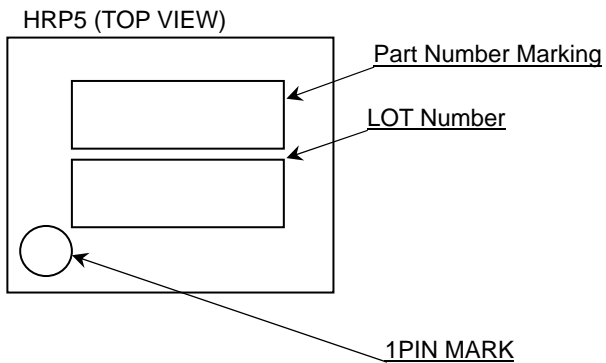 HRP5 (TOP VIEW)
Part Number Marking
LOT Number
1PIN MARK